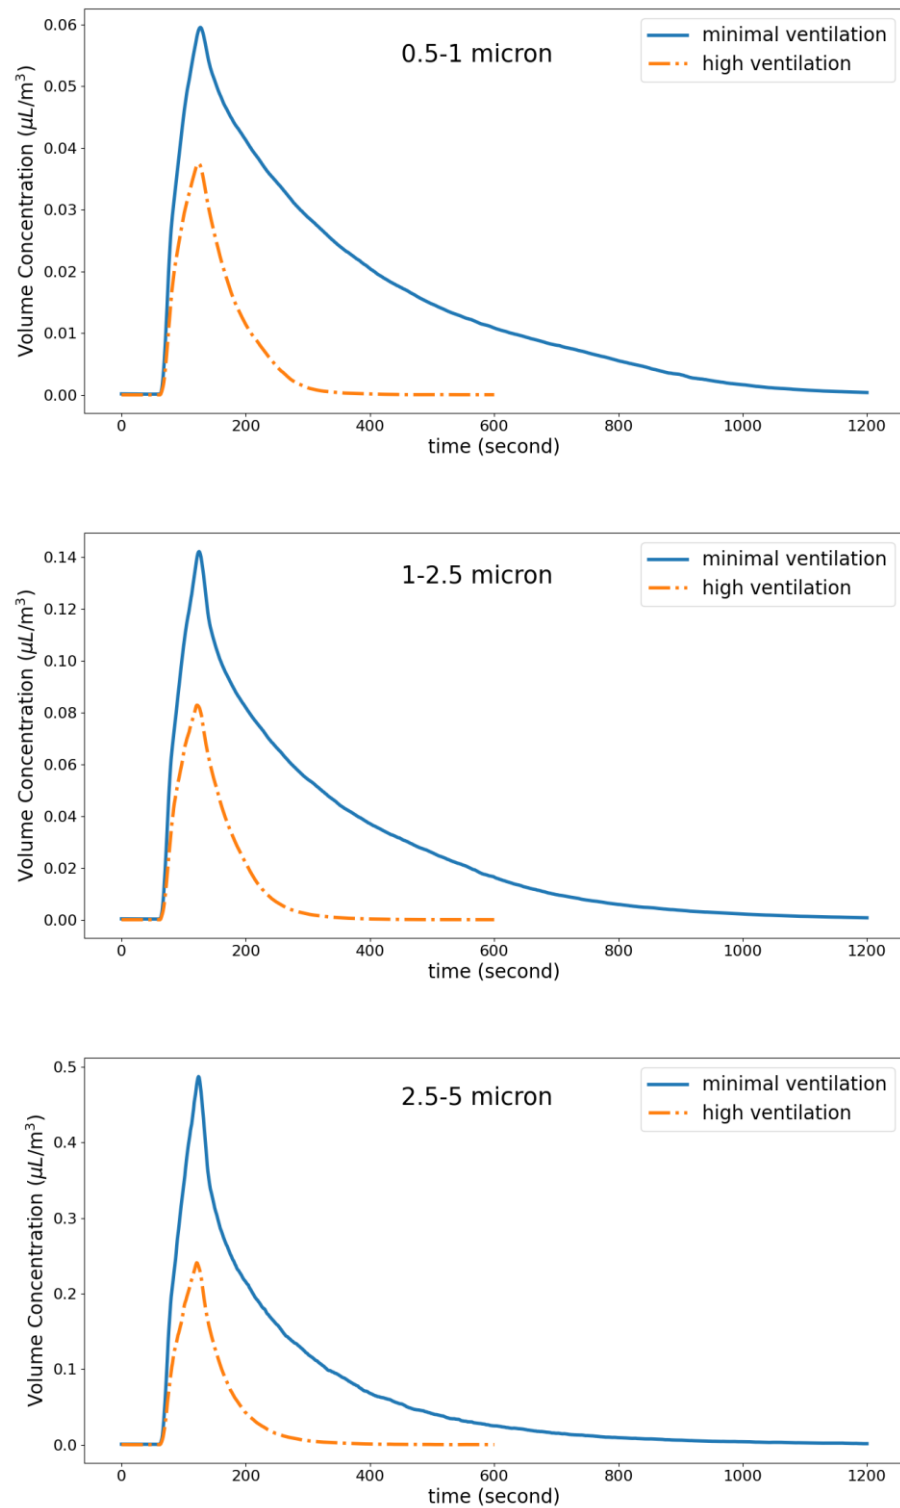 0.06
0.05
0.04
0.03
0.02
0.01
0.00
Volume Concentration (μL/m³)
0.5-1 micron
minimal ventilation
high ventilation
0 200 400 600 800 1000 1200
time (second)
0.14
0.12
0.10
0.08
0.06
0.04
0.02
0.00
Volume Concentration (μL/m³)
1-2.5 micron
minimal ventilation
high ventilation
0 200 400 600 800 1000 1200
time (second)
0.5
0.4
0.3
0.2
0.1
0.0
Volume Concentration (μL/m³)
2.5-5 micron
minimal ventilation
high ventilation
0 200 400 600 800 1000 1200
time (second)